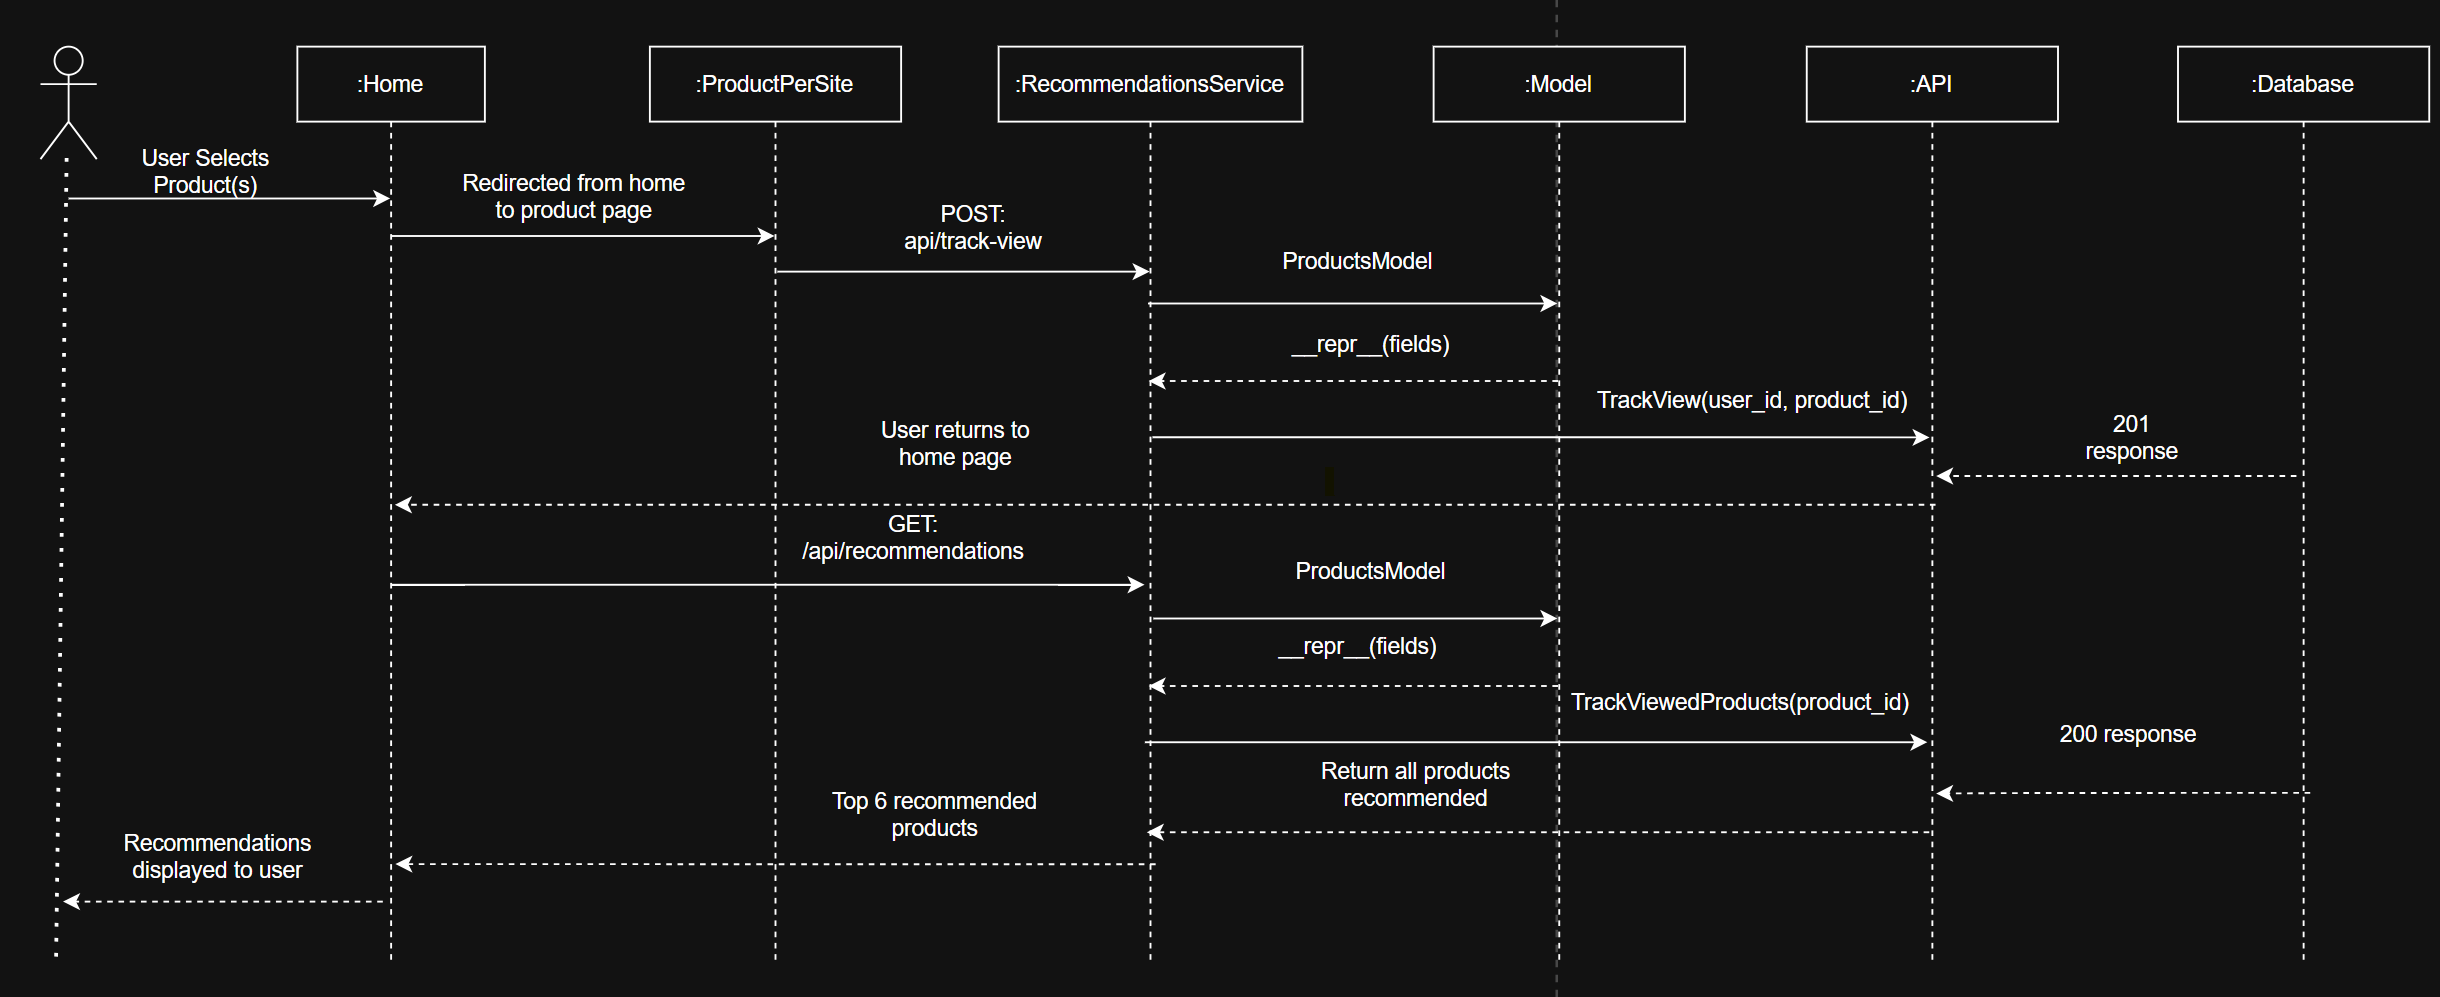 :Home
:ProductPerSite
:RecommendationsService
:Model
:API
:Database
User Selects
Product(s)
Redirected from home
to product page
POST:
api/track-view
ProductsModel
__repr__(fields)
TrackView(user_id, product_id)
201
response
User returns to
home page
GET:
/api/recommendations
ProductsModel
__repr__(fields)
TrackViewedProducts(product_id)
200 response
Return all products
recommended
Top 6 recommended
products
Recommendations
displayed to user